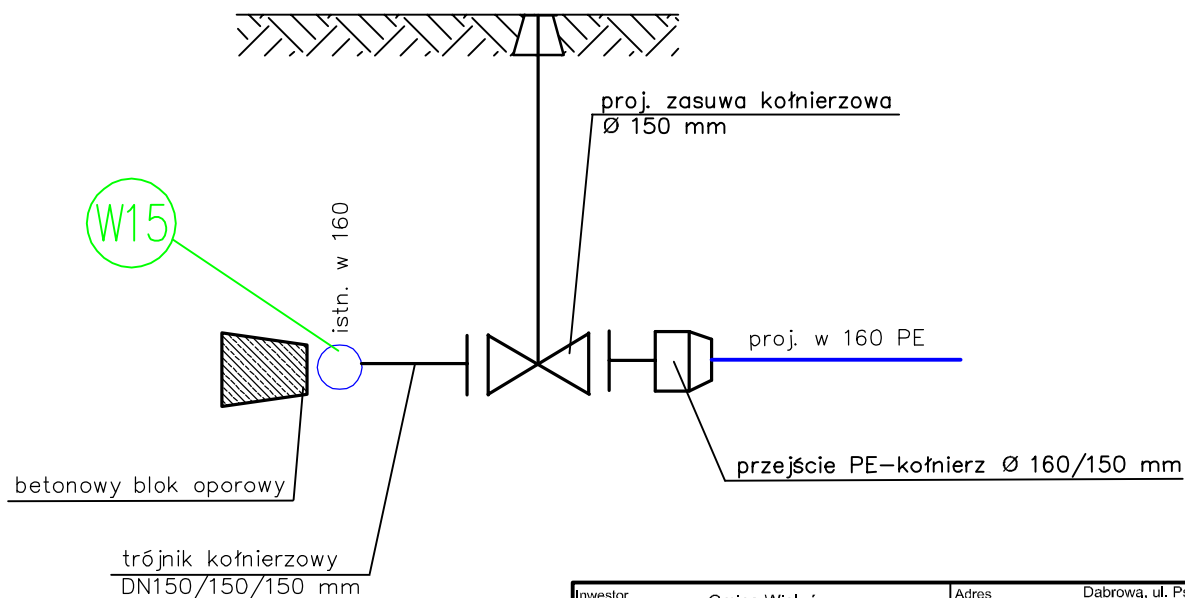 proj. zasuwa kołnierzowa
Ø 150 mm
W15
istn. w 160
proj. w 160 PE
przejście PE-kołnierz Ø 160/150 mm
betonowy blok oporowy
trójnik kołnierzowy
DN150/150/150 mm
Inwestor
Adres
Dąbrowa, ul.